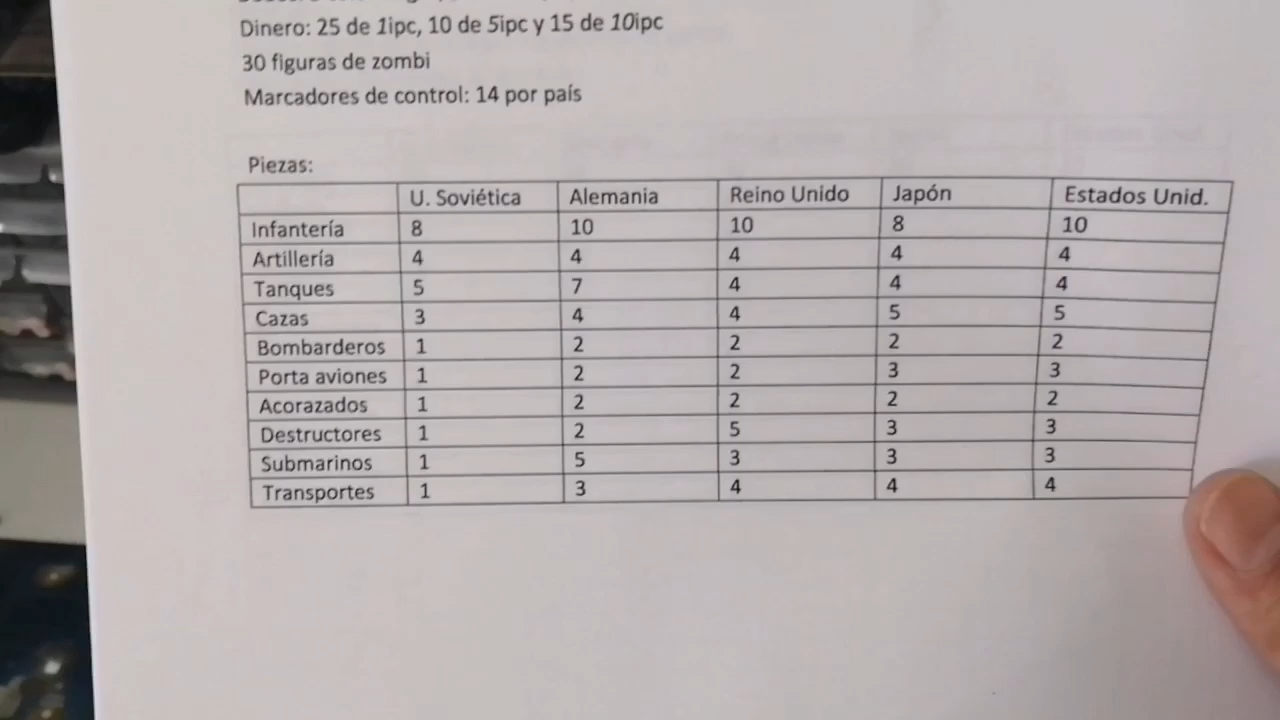 Dinero: 25 de 1ipc, 10 de 5ipc y 15 de 10ipc
30 figuras de zombi
Marcadores de control: 14 por país
Piezas:
U. Soviética Alemania Reino Unido Japón Estados Unid.
Infantería 8 10 10 8 10
Artillería 4 4 4 4 4
Tanques 5 7 4 4 4
Cazas 3 4 4 5 5
Bombarderos 1 2 2 2 2
Porta aviones 1 2 2 3 3
Acorazados 1 2 2 2 2
Destructores 1 2 5 3 3
Submarinos 1 5 3 3 3
Transportes 1 3 4 4 4